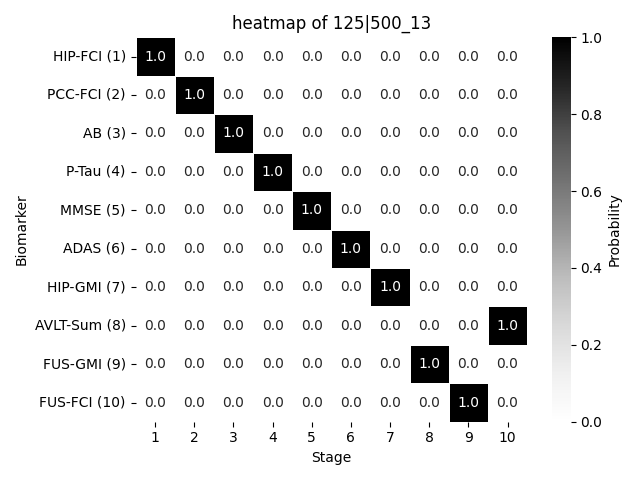 heatmap of 125|500_13
HIP-FCI (1) 1.0 0.0 0.0 0.0 0.0 0.0 0.0 0.0 0.0 0.0
PCC-FCI (2) 0.0 1.0 0.0 0.0 0.0 0.0 0.0 0.0 0.0 0.0
AB (3) 0.0 0.0 1.0 0.0 0.0 0.0 0.0 0.0 0.0 0.0
P-Tau (4) 0.0 0.0 0.0 1.0 0.0 0.0 0.0 0.0 0.0 0.0
MMSE (5) 0.0 0.0 0.0 0.0 1.0 0.0 0.0 0.0 0.0 0.0
ADAS (6) 0.0 0.0 0.0 0.0 0.0 1.0 0.0 0.0 0.0 0.0
HIP-GMI (7) 0.0 0.0 0.0 0.0 0.0 0.0 1.0 0.0 0.0 0.0
AVLT-Sum (8) 0.0 0.0 0.0 0.0 0.0 0.0 0.0 0.0 0.0 1.0
FUS-GMI (9) 0.0 0.0 0.0 0.0 0.0 0.0 0.0 1.0 0.0 0.0
FUS-FCI (10) 0.0 0.0 0.0 0.0 0.0 0.0 0.0 0.0 1.0 0.0
1 2 3 4 5 6 7 8 9 10
Stage
Biomarker
1.0
0.8
0.6
0.4
0.2
0.0
Probability